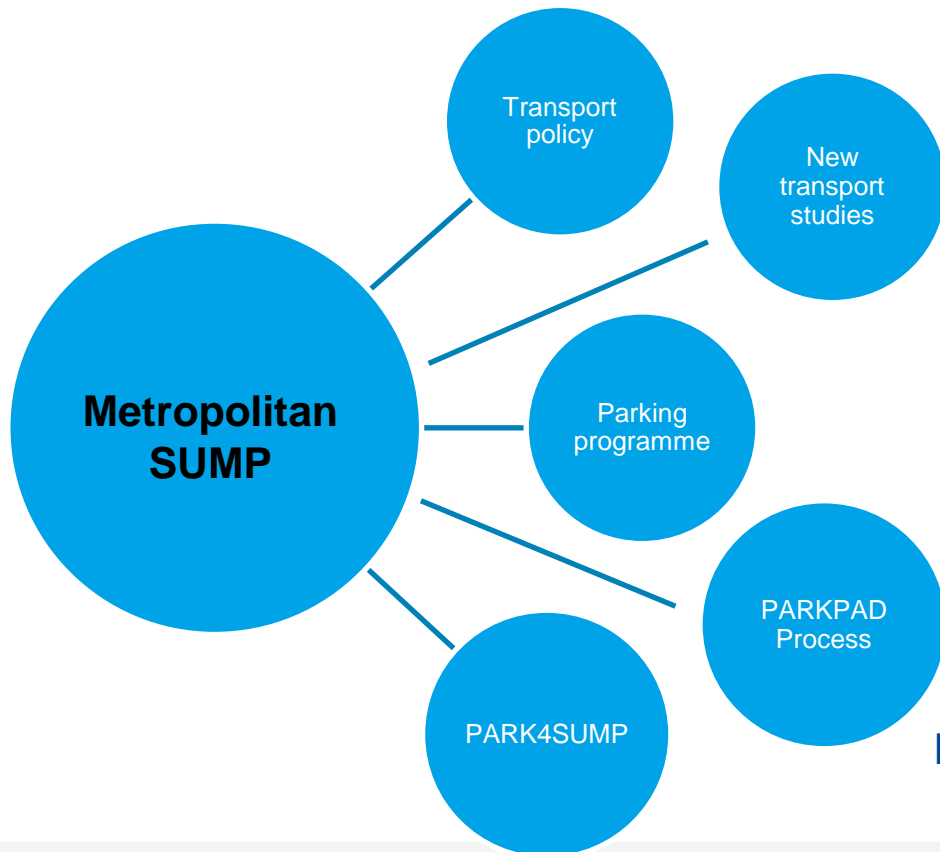 Transport
policy
New
transport
studies
Metropolitan
SUMP
Parking
programme
PARKPAD
Process
PARK4SUMP